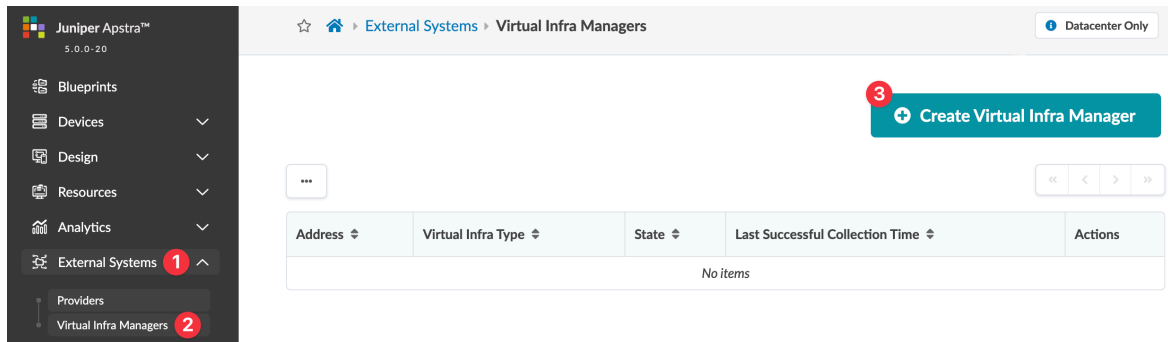 Juniper Apstra™
5.0.0-20
Blueprints
Devices
Design
Resources
Analytics
External Systems 1
Providers
Virtual Infra Managers 2
External Systems Virtual Infra Managers
Datacenter Only
3
Create Virtual Infra Manager
Address Virtual Infra Type State Last Successful Collection Time Actions
No items